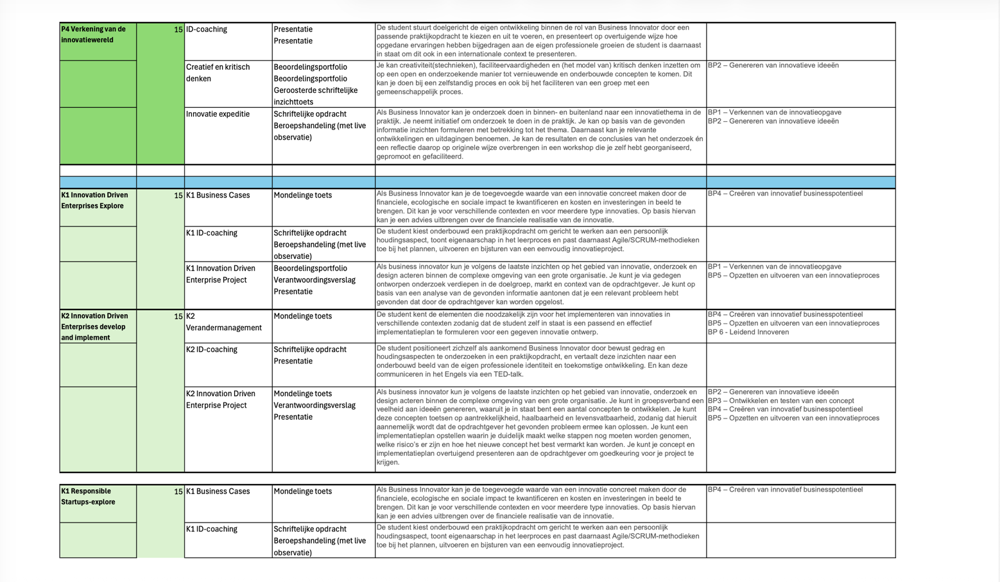 P4 Verkening van de
innovatiewereld
15
ID-coaching
Presentatie
Presentatie
De student stuurt doelgericht de eigen ontwikkeling binnen de rol van Business Innovator door een
passende praktijkopdracht te kiezen en uit te voeren, en presenteert op overtuigende wijze hoe
opgedane ervaringen hebben bijgedragen aan de eigen professionele groeien de student is daarnaast
in staat om dit ook in een internationale context te presenteren.
Creatief en kritisch
denken
Beoordelingsportfolio
Beoordelingsportfolio
Geroosterde schriftelijke
inzichttoets
Je kan creativiteit(stechnieken), faciliteervaardigheden en (het model van) kritisch denken inzetten om
op een open en onderzoekende manier tot vernieuwende en onderbouwde concepten te komen. Dit
kan je doen bij een zelfstandig proces en ook bij het faciliteren van een groep met een
gemeenschappelijk proces.
BP2 – Genereren van innovatieve ideeën
Innovatie expeditie
Schriftelijke opdracht
Beroepshandeling (met live
observatie)
Als Business Innovator kan je onderzoek doen in binnen- en buitenland naar een innovatiethema in de
praktijk. Je neemt initiatief om onderzoek te doen in de praktijk. Je kan op basis van de gevonden
informatie inzichten formuleren met betrekking tot het thema. Daarnaast kan je relevante
ontwikkelingen en uitdagingen benoemen. Je kan de resultaten en de conclusies van het onderzoek én
een reflectie daarop op originele wijze overbrengen in een workshop die je zelf hebt georganiseerd,
gepromoot en gefaciliteerd.
BP1 – Verkennen van de innovatieopgave
BP2 – Genereren van innovatieve ideeën
K1 Innovation Driven
Enterprises Explore
15
K1 Business Cases
Mondelinge toets
Als Business Innovator kan je de toegevoegde waarde van een innovatie concreet maken door de
financiele, ecologische en sociale impact te kwantificeren en kosten en investeringen in beeld te
brengen. Dit kan je voor verschillende contexten en voor meerdere type innovaties. Op basis hiervan
kan je een advies uitbrengen over de financiele realisatie van de innovatie.
BP4 – Creëren van innovatief businesspotentieel
K1 ID-coaching
Schriftelijke opdracht
Beroepshandeling (met live
observatie)
De student kiest onderbouwd een praktijkopdracht om gericht te werken aan een persoonlijk
houdingsaspect, toont eigenaarschap in het leerproces en past daarnaast Agile/SCRUM-methodieken
toe bij het plannen, uitvoeren en bijsturen van een eenvoudig innovatieproject.
K1 Innovation Driven
Enterprise Project
Beoordelingsportfolio
Verantwoordingsverslag
Presentatie
Als business innovator kun je volgens de laatste inzichten op het gebied van innovatie, onderzoek en
design acteren binnen de complexe omgeving van een grote organisatie. Je kunt je via gedegen
ontworpen onderzoek verdiepen in de doelgroep, markt en context van de opdrachtgever. Je kunt op
basis van een analyse van de gevonden informatie aantonen dat je een relevant probleem hebt
gevonden dat door de opdrachtgever kan worden opgelost.
BP1 – Verkennen van de innovatieopgave
BP5 – Opzetten en uitvoeren van een innovatieproces
K2 Innovation Driven
Enterprises develop
and implement
15
K2
Verandermanagement
Mondelinge toets
De student kent de elementen die noodzakelijk zijn voor het implementeren van innovaties in
verschillende contexten zodanig dat de student zelf in staat is een passend en effectief
implementatieplan te formuleren voor een gegeven innovatie ontwerp.
BP4 – Creëren van innovatief businesspotentieel
BP5 – Opzetten en uitvoeren van een innovatieproces
BP 6 - Leidend Innoveren
K2 ID-coaching
Schriftelijke opdracht
Presentatie
De student positioneert zichzelf als aankomend Business Innovator door bewust gedrag en
houdingsaspecten te onderzoeken in een praktijkopdracht, en vertaalt deze inzichten naar een
onderbouwd beeld van de eigen professionele identiteit en toekomstige ontwikkeling. En kan deze
communiceren in het Engels via een TED-talk.
K2 Innovation Driven
Enterprise Project
Mondelinge toets
Verantwoordingsverslag
Presentatie
Als business innovator kun je volgens de laatste inzichten op het gebied van innovatie, onderzoek en
design acteren binnen de complexe omgeving van een grote organisatie. Je kunt in groepsverband een
veelheid aan ideeën genereren, waaruit je in staat bent een aantal concepten te ontwikkelen. Je kunt
deze concepten toetsen op aantrekkelijkheid, haalbaarheid en levensvatbaarheid, zodanig dat hieruit
aannemelijk wordt dat de opdrachtgever het gevonden probleem ermee kan oplossen. Je kunt een
implementatieplan opstellen waarin je duidelijk maakt welke stappen nog moeten worden genomen,
welke risico's er zijn en hoe het nieuwe concept het best vermarkt kan worden. Je kunt je concept en
implementatieplan overtuigend presenteren aan de opdrachtgever om goedkeuring voor je project te
krijgen.
BP2 – Genereren van innovatieve ideeën
BP3 – Ontwikkelen en testen van een concept
BP4 – Creëren van innovatief businesspotentieel
BP5 – Opzetten en uitvoeren van een innovatieproces
K1 Responsible
Startups-explore
15
K1 Business Cases
Mondelinge toets
Als Business Innovator kan je de toegevoegde waarde van een innovatie concreet maken door de
financiele, ecologische en sociale impact te kwantificeren en kosten en investeringen in beeld te
brengen. Dit kan je voor verschillende contexten en voor meerdere type innovaties. Op basis hiervan
kan je een advies uitbrengen over de financiele realisatie van de innovatie.
BP4 – Creëren van innovatief businesspotentieel
K1 ID-coaching
Schriftelijke opdracht
Beroepshandeling (met live
observatie)
De student kiest onderbouwd een praktijkopdracht om gericht te werken aan een persoonlijk
houdingsaspect, toont eigenaarschap in het leerproces en past daarnaast Agile/SCRUM-methodieken
toe bij het plannen, uitvoeren en bijsturen van een eenvoudig innovatieproject.